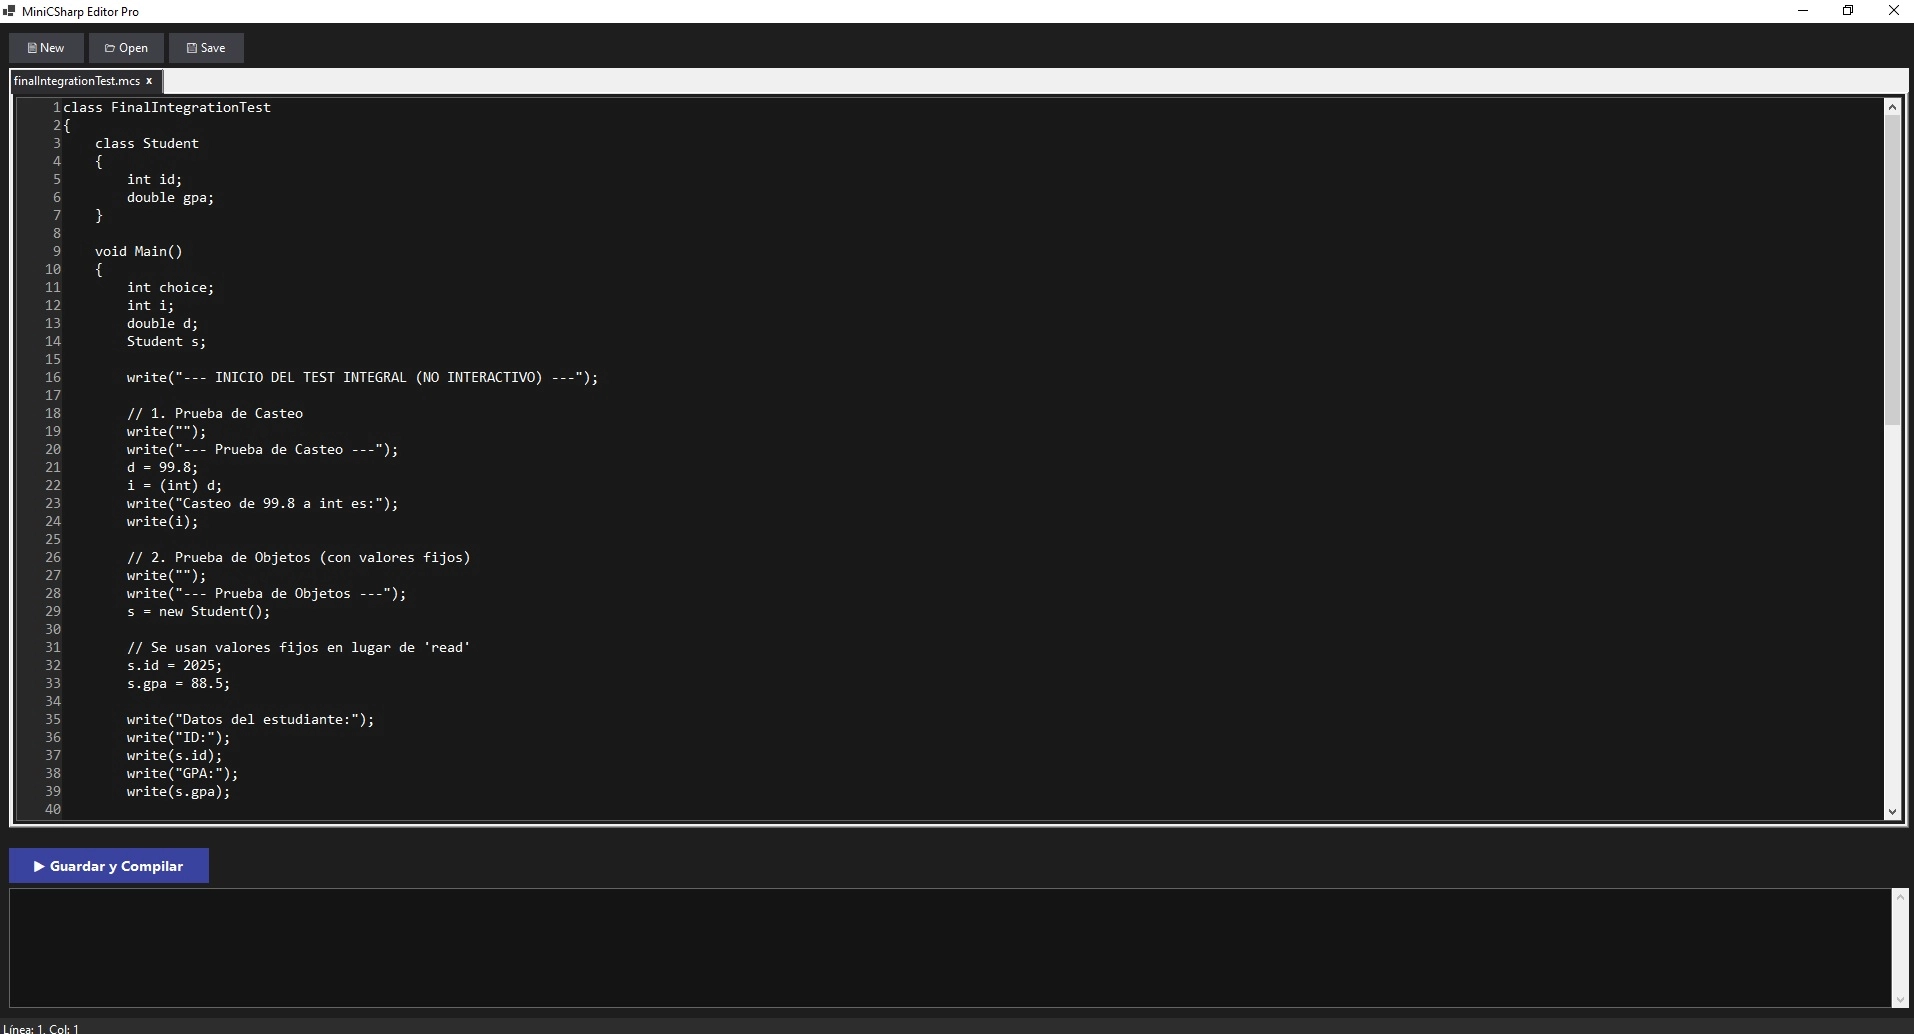 MiniCSharp Editor Pro
New Open Save
finalIntegrationTest.mcs x
1 class FinalIntegrationTest
2 {
3     class Student
4     {
5         int id;
6         double gpa;
7     }
8
9     void Main()
10     {
11         int choice;
12         int i;
13         double d;
14         Student s;
15
16         write("--- INICIO DEL TEST INTEGRAL (NO INTERACTIVO) ---");
17
18         // 1. Prueba de Casteo
19         write("");
20         write("--- Prueba de Casteo ---");
21         d = 99.8;
22         i = (int) d;
23         write("Casteo de 99.8 a int es:");
24         write(i);
25
26         // 2. Prueba de Objetos (con valores fijos)
27         write("");
28         write("--- Prueba de Objetos ---");
29         s = new Student();
30
31         // Se usan valores fijos en lugar de 'read'
32         s.id = 2025;
33         s.gpa = 88.5;
34
35         write("Datos del estudiante:");
36         write("ID:");
37         write(s.id);
38         write("GPA:");
39         write(s.gpa);
40
▶ Guardar y Compilar
Línea: 1, Col: 1